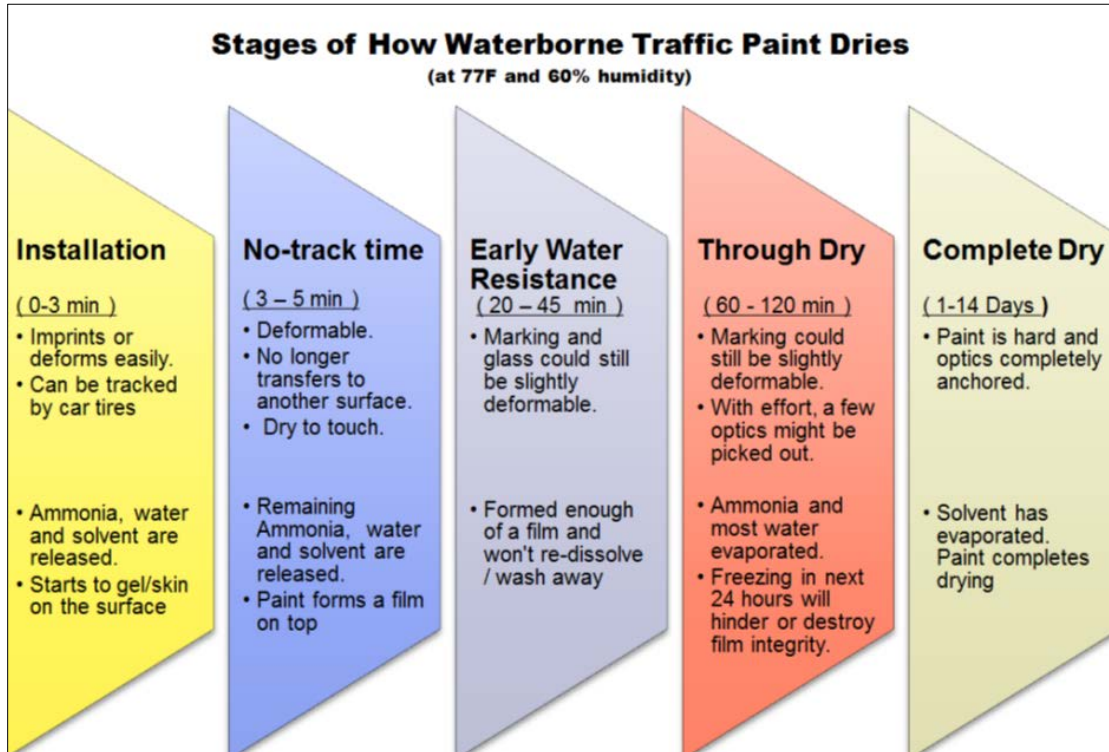 Stages of How Waterborne Traffic Paint Dries
(at 77F and 60% humidity)
Installation
( 0-3 min )
• Imprints or
deforms easily.
• Can be tracked
by car tires
• Ammonia, water
and solvent are
released.
• Starts to gel/skin
on the surface
No-track time
( 3 – 5 min )
• Deformable.
• No longer
transfers to
another surface.
• Dry to touch.
• Remaining
Ammonia, water
and solvent are
released.
• Paint forms a film
on top
Early Water
Resistance
( 20 – 45 min )
• Marking and
glass could still
be slightly
deformable.
• Formed enough
of a film and
won't re-dissolve
/ wash away
Through Dry
( 60 - 120 min )
• Marking could
still be slightly
deformable.
• With effort, a few
optics might be
picked out.
• Ammonia and
most water
evaporated.
• Freezing in next
24 hours will
hinder or destroy
film integrity.
Complete Dry
( 1-14 Days )
• Paint is hard and
optics completely
anchored.
• Solvent has
evaporated.
Paint completes
drying